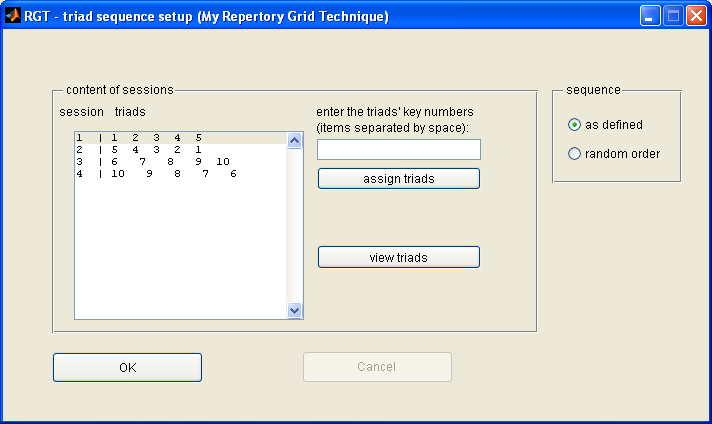 RGT - triad sequence setup (My Repertory Grid Technique)
content of sessions
session triads
1 | 1 2 3 4 5
2 | 5 4 3 2 1
3 | 6 7 8 9 10
4 | 10 9 8 7 6
enter the triads' key numbers
(items separated by space):
assign triads
view triads
sequence
as defined
random order
OK
Cancel